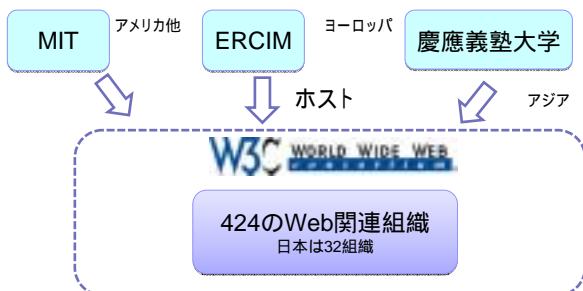 MIT
アメリカ他
ERCIM
ヨーロッパ
慶應義塾大学
ホスト
アジア
W3C WORLD WIDE WEB
consortium
424のWeb関連組織
日本は32組織